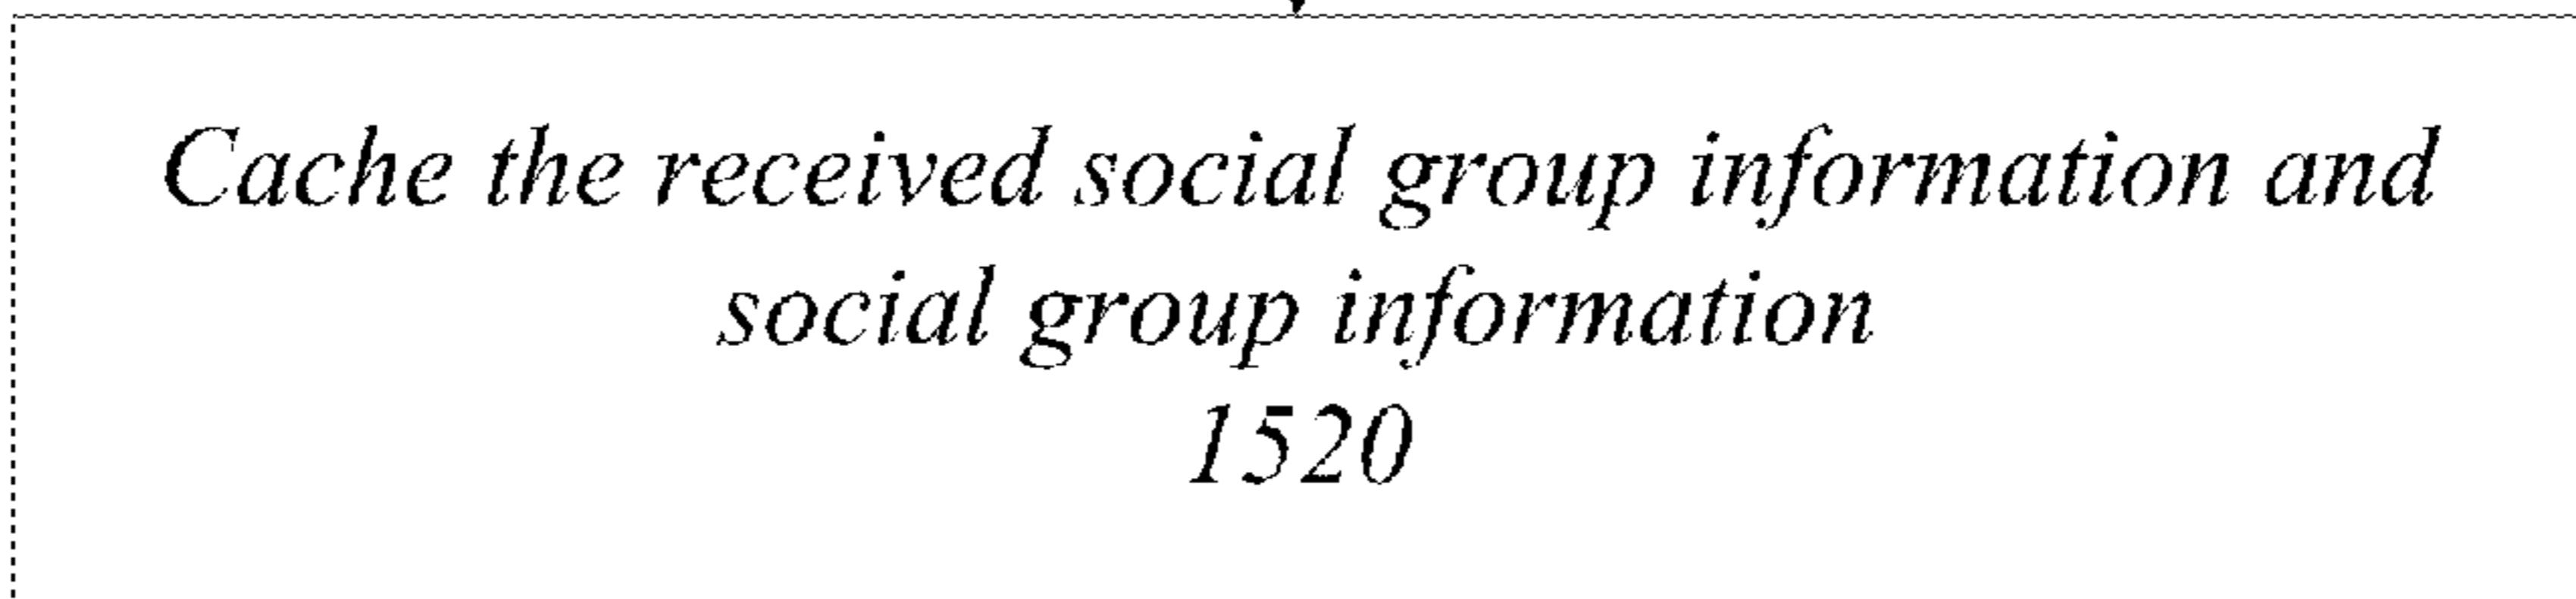 Cache the received social group information and
social group information
1520